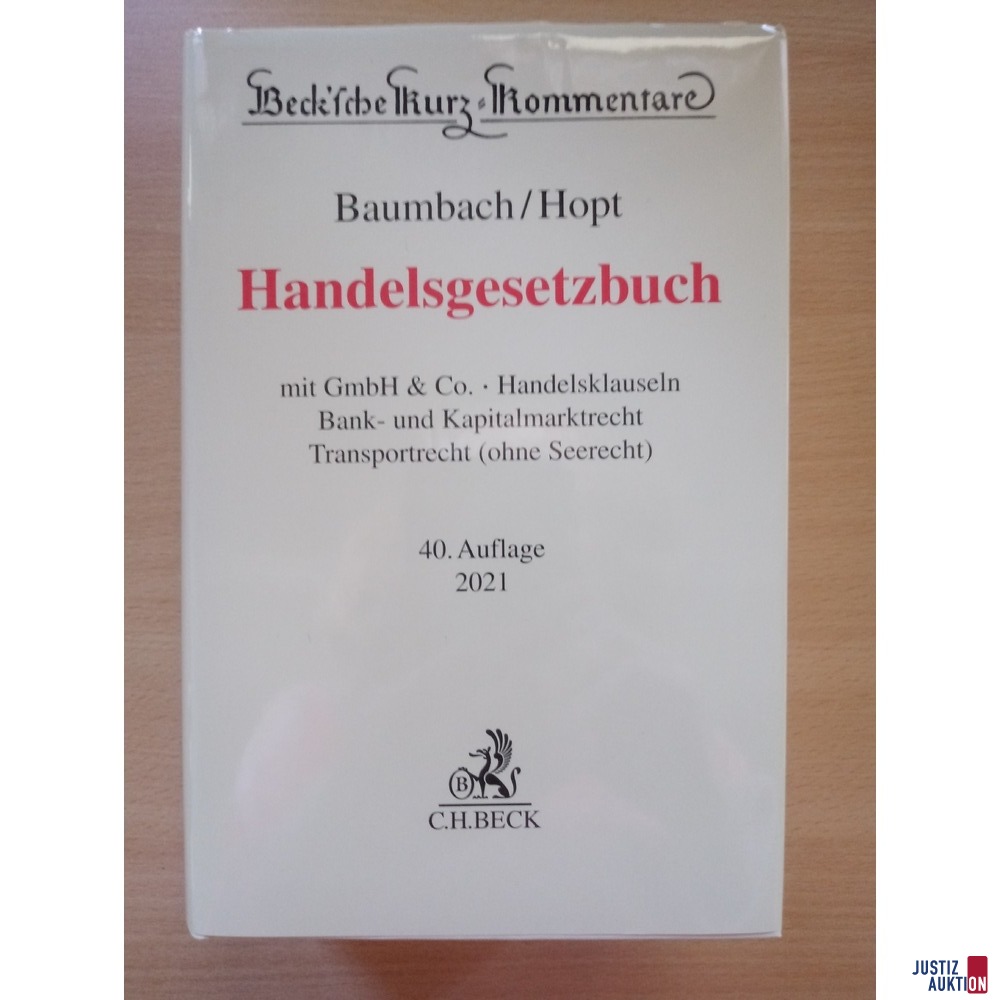 Beck'sche Kurz-Kommentare
Baumbach/Hopt
Handelsgesetzbuch
mit GmbH & Co. · Handelsklauseln
Bank- und Kapitalmarktrecht
Transportrecht (ohne Seerecht)
40. Auflage
2021
B
C.H.BECK
JUSTIZ
AUKTION